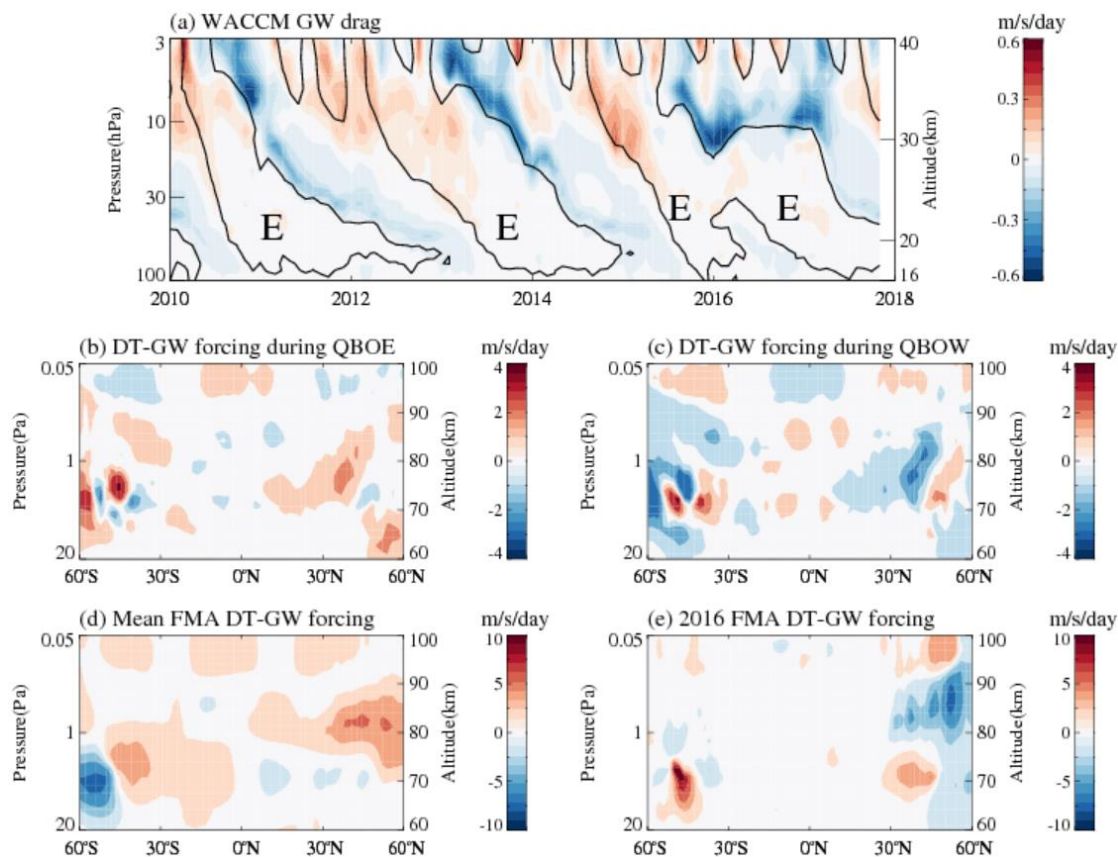 (a) WACCM GW drag
m/s/day
3
10
30
100
Pressure(hPa)
E
E
E
E
40
30
20
16
Altitude(km)
2010
2012
2014
2016
2018
0.6
0.3
0
-0.3
-0.6
(b) DT-GW forcing during QBOE
m/s/day
0.05
1
20
Pressure(Pa)
100
90
80
70
60
Altitude(km)
60°S
30°S
0°N
30°N
60°N
4
2
0
-2
-4
(c) DT-GW forcing during QBOW
m/s/day
0.05
1
20
Pressure(Pa)
100
90
80
70
60
Altitude(km)
60°S
30°S
0°N
30°N
60°N
4
2
0
-2
-4
(d) Mean FMA DT-GW forcing
m/s/day
0.05
1
20
Pressure(Pa)
100
90
80
70
60
Altitude(km)
60°S
30°S
0°N
30°N
60°N
10
5
0
-5
-10
(e) 2016 FMA DT-GW forcing
m/s/day
0.05
1
20
Pressure(Pa)
100
90
80
70
60
Altitude(km)
60°S
30°S
0°N
30°N
60°N
10
5
0
-5
-10